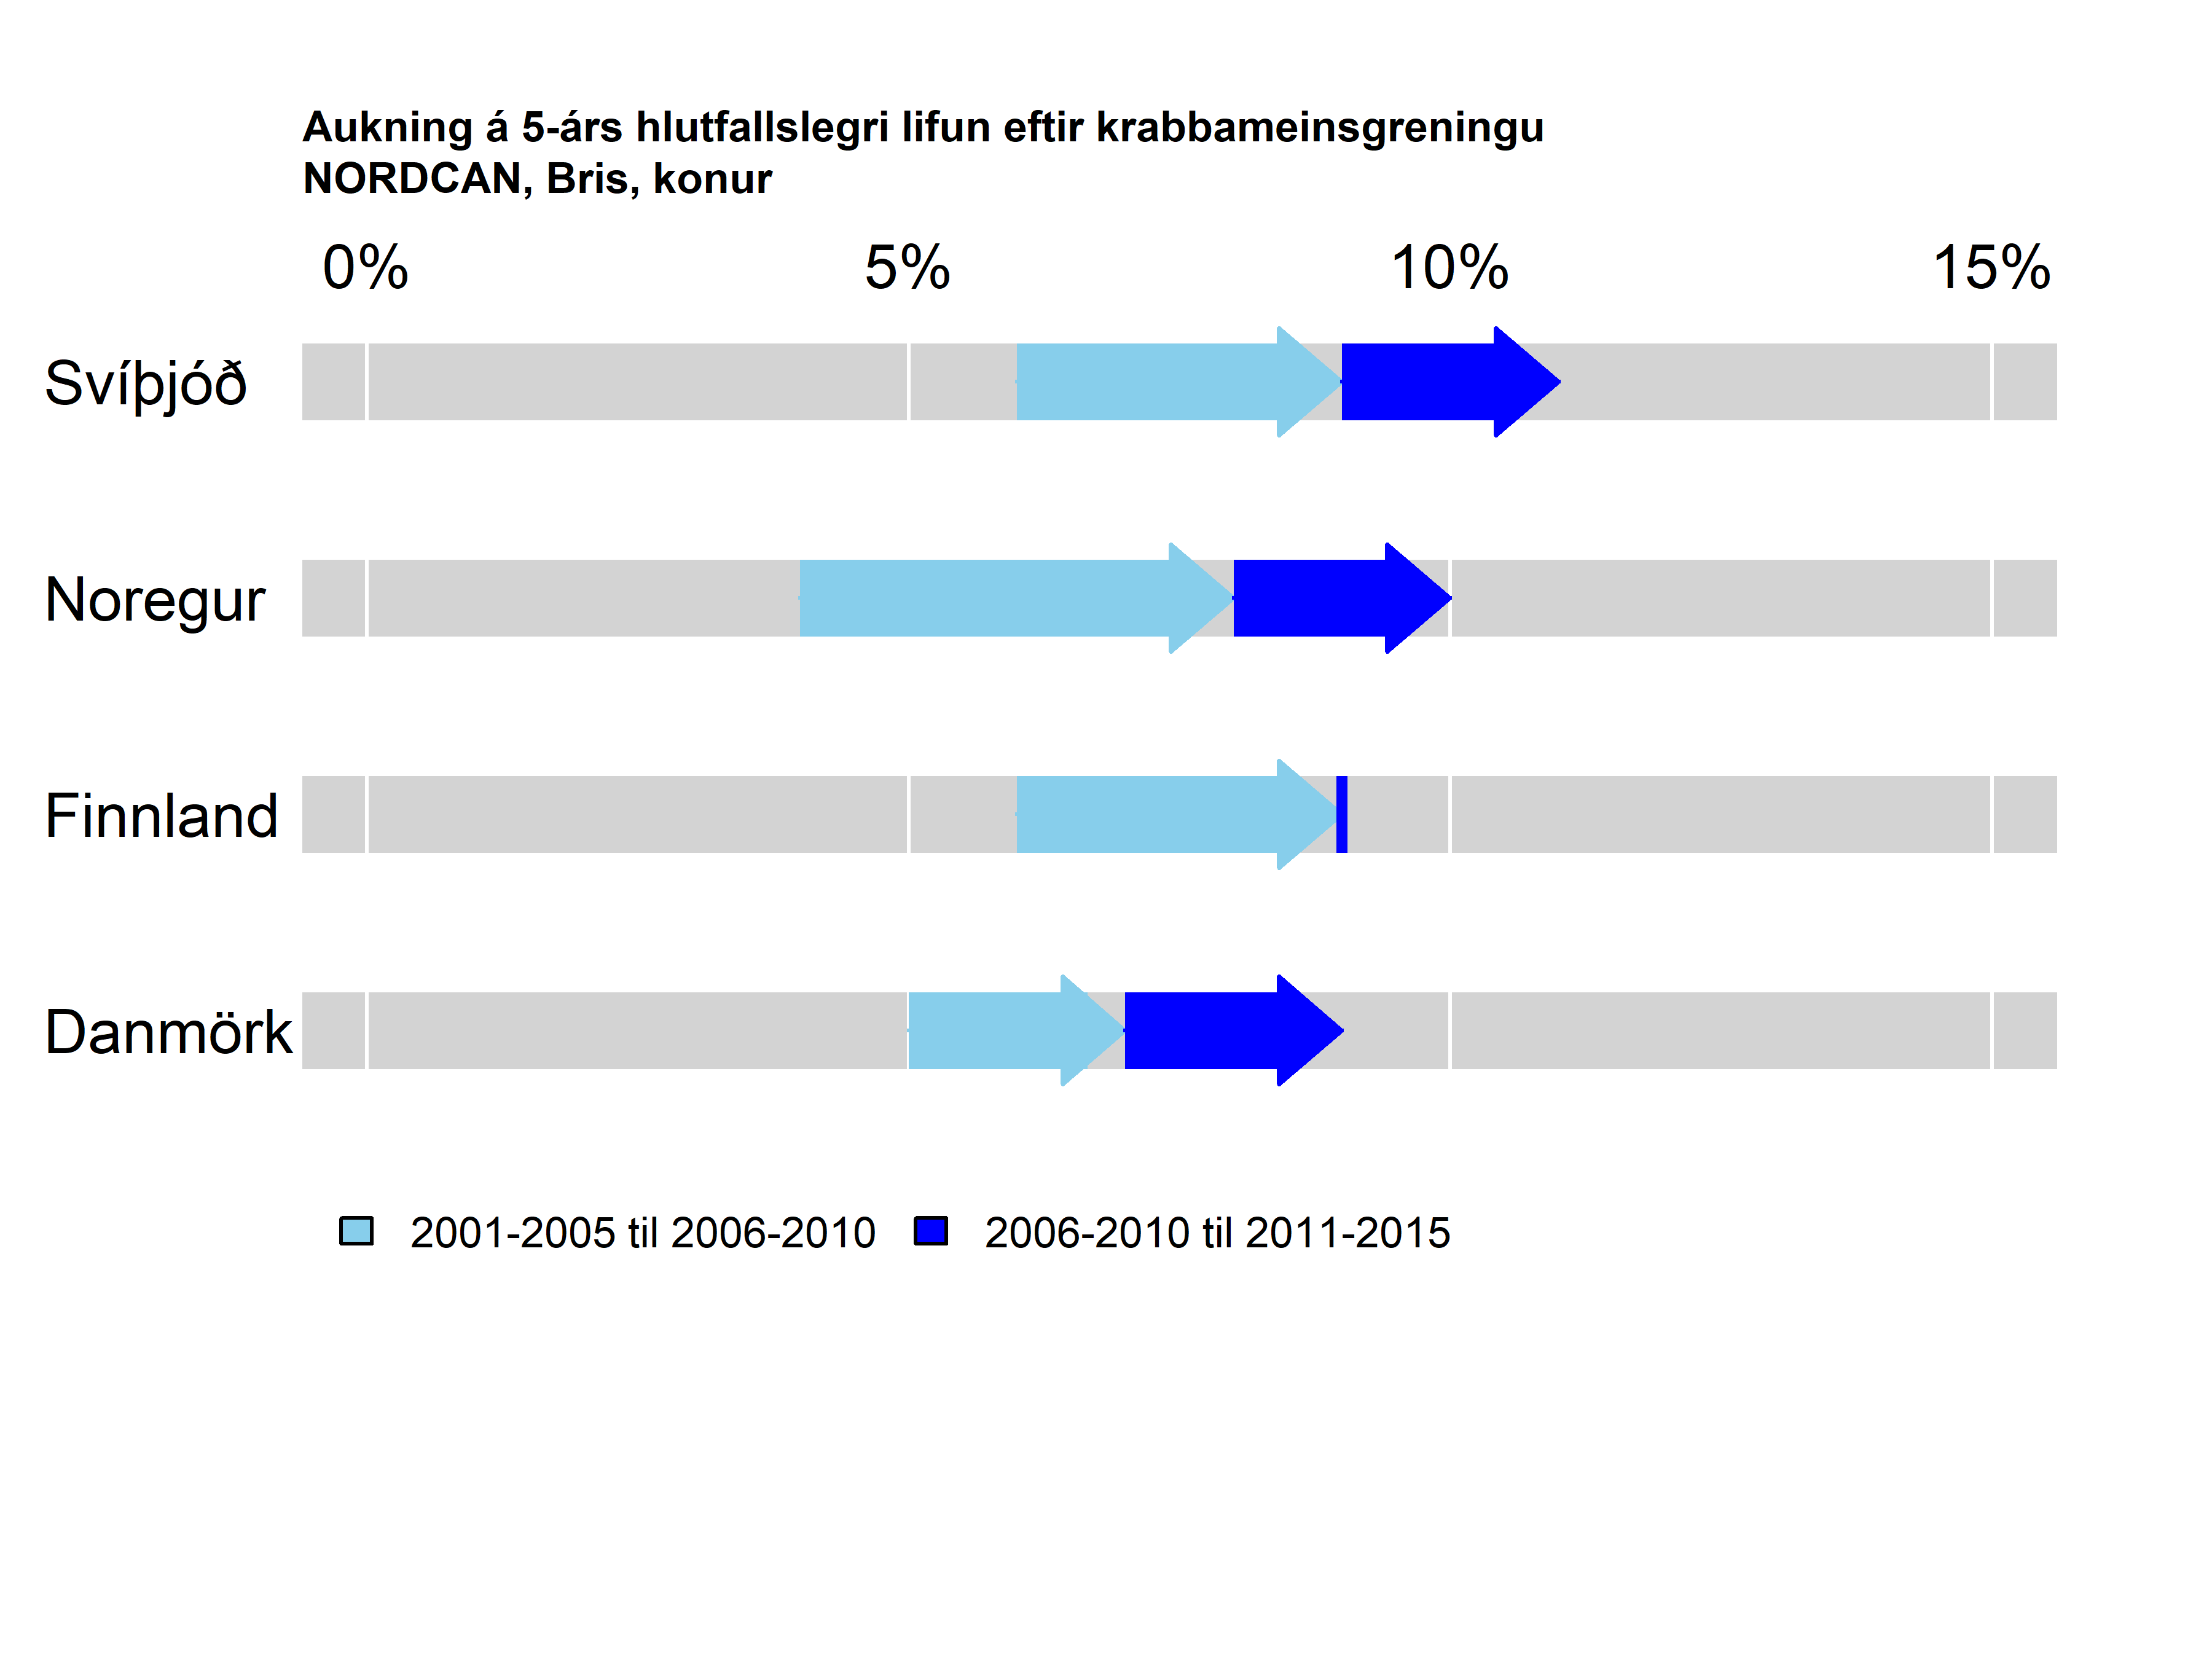 Aukning á 5-árs hlutfallslegri lifun eftir krabbameinsgreningu
NORDCAN, Bris, konur
0% 5% 10% 15%
Svíþjóð
Noregur
Finnland
Danmörk
2001-2005 til 2006-2010 2006-2010 til 2011-2015